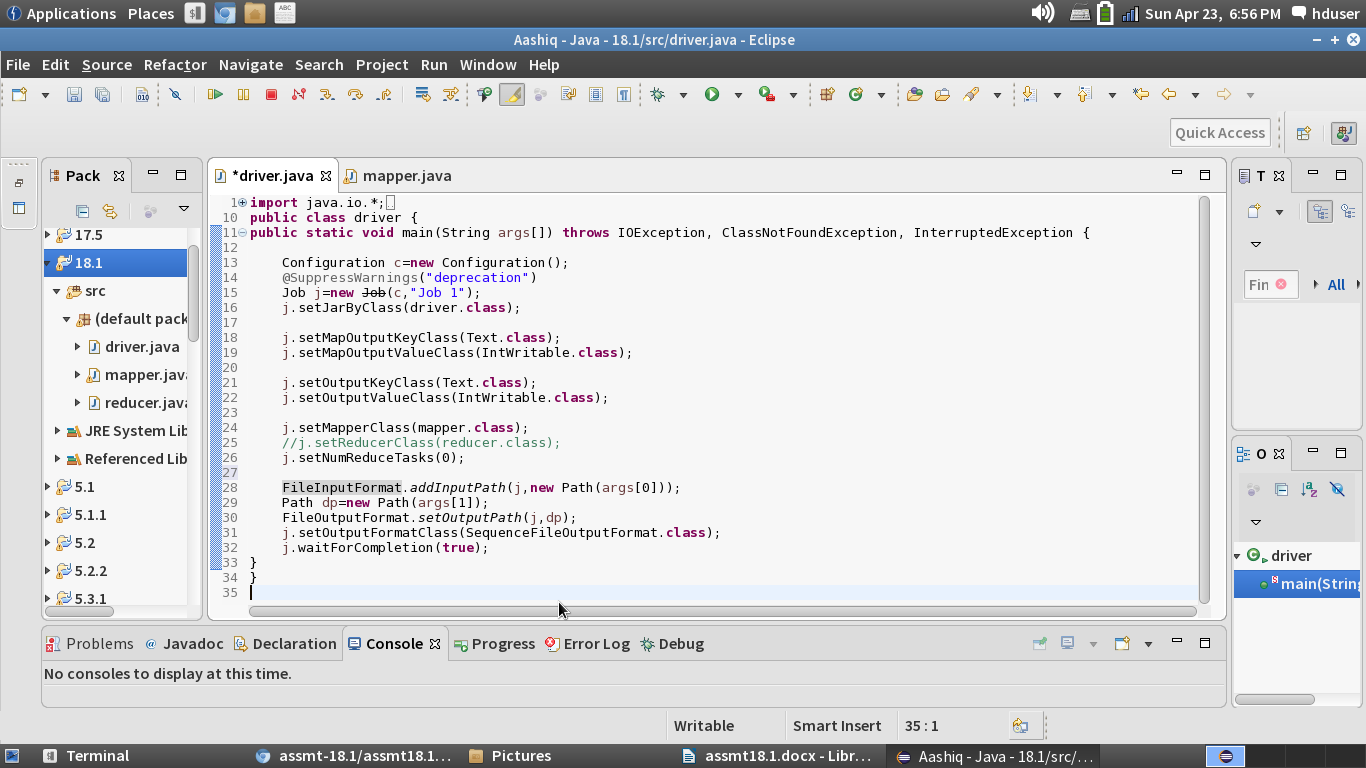 Applications Places Sun Apr 23, 6:56 PM hduser
Aashiq - Java - 18.1/src/driver.java - Eclipse
File Edit Source Refactor Navigate Search Project Run Window Help
Quick Access
Pack
17.5
18.1
src
(default pack
driver.java
mapper.java
reducer.java
JRE System Lib
Referenced Lib
5.1
5.1.1
5.2
5.2.2
5.3.1
*driver.java mapper.java
1 import java.io.*;
10 public class driver {
11 public static void main(String args[]) throws IOException, ClassNotFoundException, InterruptedException {
12
13 Configuration c=new Configuration();
14 @SuppressWarnings("deprecation")
15 Job j=new Job(c,"Job 1");
16 j.setJarByClass(driver.class);
17
18 j.setMapOutputKeyClass(Text.class);
19 j.setMapOutputValueClass(IntWritable.class);
20
21 j.setOutputKeyClass(Text.class);
22 j.setOutputValueClass(IntWritable.class);
23
24 j.setMapperClass(mapper.class);
25 //j.setReducerClass(reducer.class);
26 j.setNumReduceTasks(0);
27
28 FileInputFormat.addInputPath(j,new Path(args[0]));
29 Path dp=new Path(args[1]);
30 FileOutputFormat.setOutputPath(j,dp);
31 j.setOutputFormatClass(SequenceFileOutputFormat.class);
32 j.waitForCompletion(true);
33 }
34 }
35
T
Fin All
O
driver
main(String
Problems @ Javadoc Declaration Console Progress Error Log Debug
No consoles to display at this time.
Writable Smart Insert 35 : 1
Terminal assmt-18.1/assmt18.1... Pictures assmt18.1.docx - Libr... Aashiq - Java - 18.1/src/...